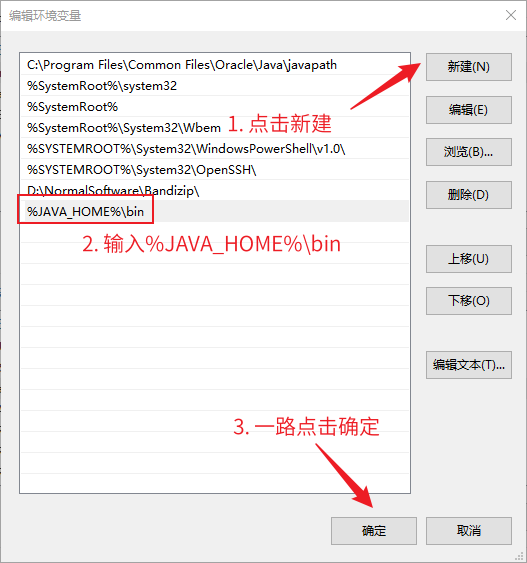 编辑环境变量
C:\Program Files\Common Files\Oracle\Java\javapath
新建(N)
%SystemRoot%\system32
%SystemRoot%
编辑(E)
%SystemRoot%\System32\Wbem
1. 点击新建
%SYSTEMROOT%\System32\WindowsPowerShell\v1.0\
浏览(B)...
%SYSTEMROOT%\System32\OpenSSH\
D:\NormalSoftware\Bandizip\
删除(D)
%JAVA_HOME%\bin
2. 输入%JAVA_HOME%\bin
上移(U)
下移(O)
编辑文本(T)...
3. 一路点击确定
确定
取消